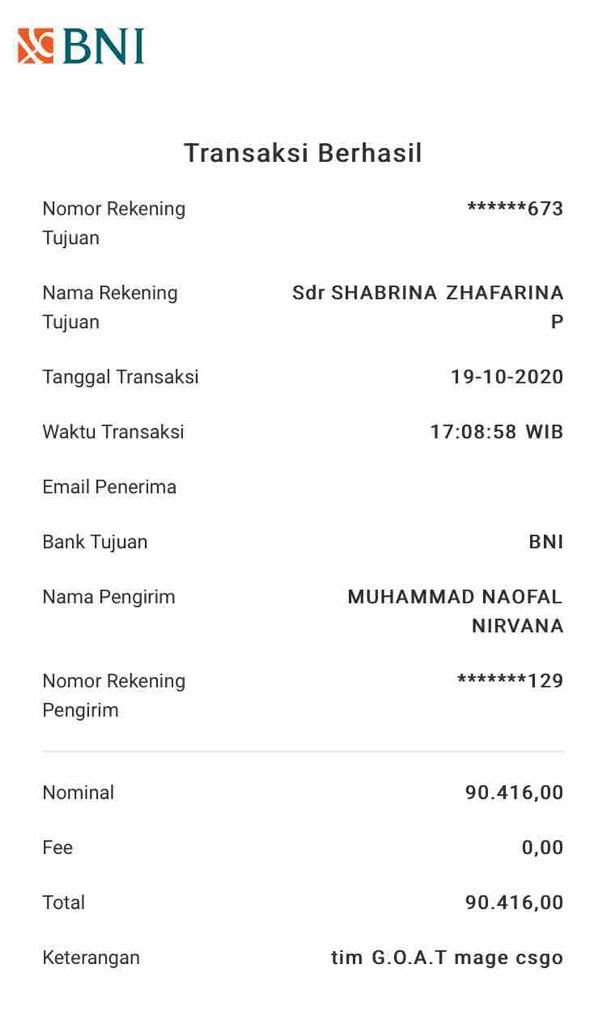 BNI
Transaksi Berhasil
Nomor Rekening Tujuan ******673
Nama Rekening Tujuan Sdr SHABRINA ZHAFARINA P
Tanggal Transaksi 19-10-2020
Waktu Transaksi 17:08:58 WIB
Email Penerima
Bank Tujuan BNI
Nama Pengirim MUHAMMAD NAOFAL NIRVANA
Nomor Rekening Pengirim *******129
Nominal 90.416,00
Fee 0,00
Total 90.416,00
Keterangan tim G.O.A.T mage csgo